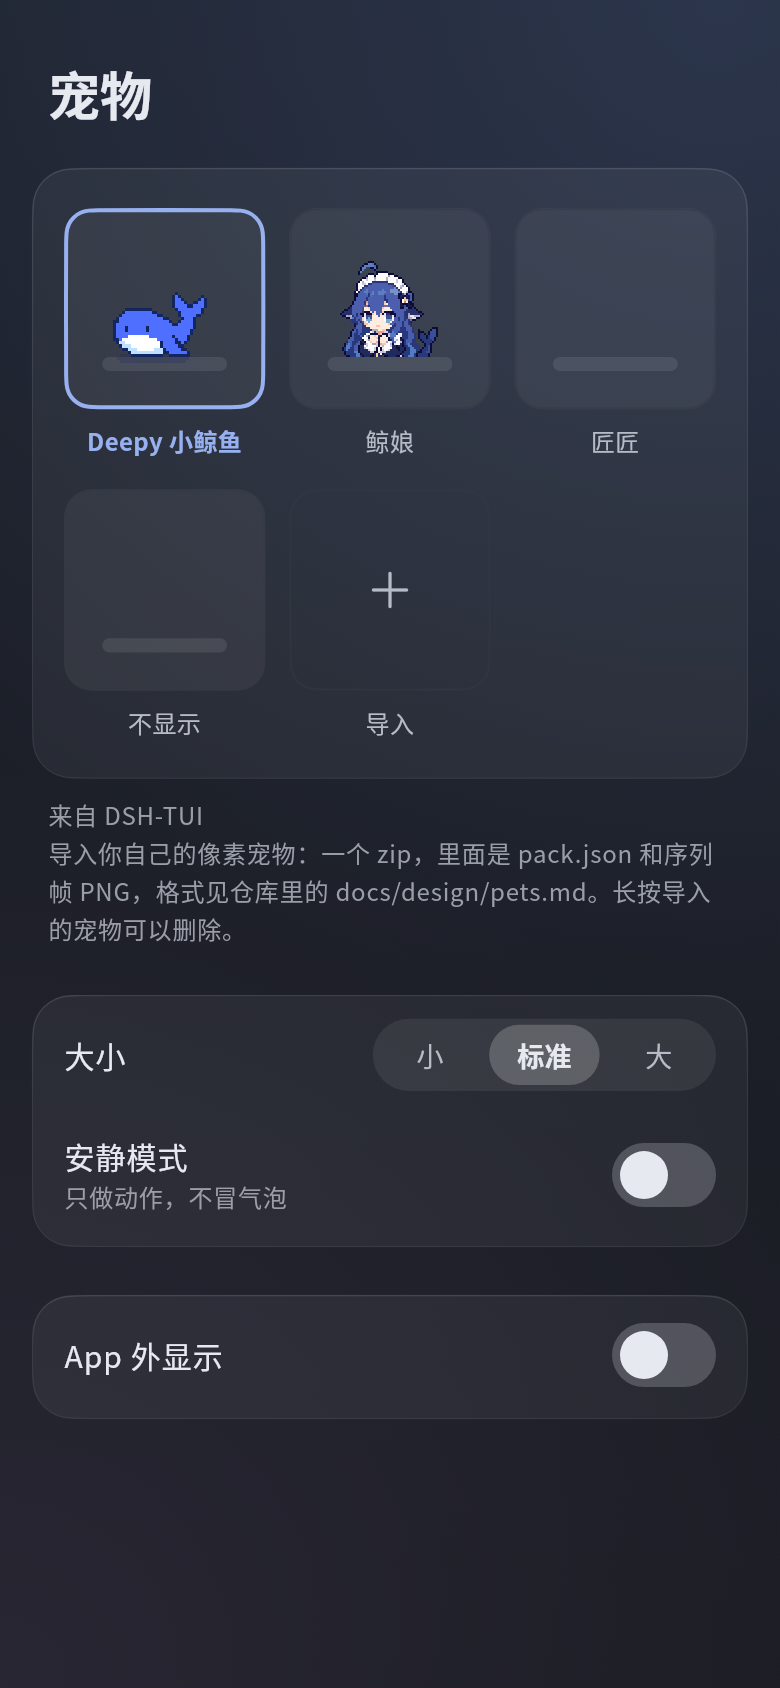 宠物
Deepy 小鲸鱼
鲸娘
匠匠
不显示
导入
来自 DSH-TUI
导入你自己的像素宠物：一个 zip，里面是 pack.json 和序列
帧 PNG，格式见仓库里的 docs/design/pets.md。长按导入
的宠物可以删除。
大小
小
标准
大
安静模式
只做动作，不冒气泡
App 外显示